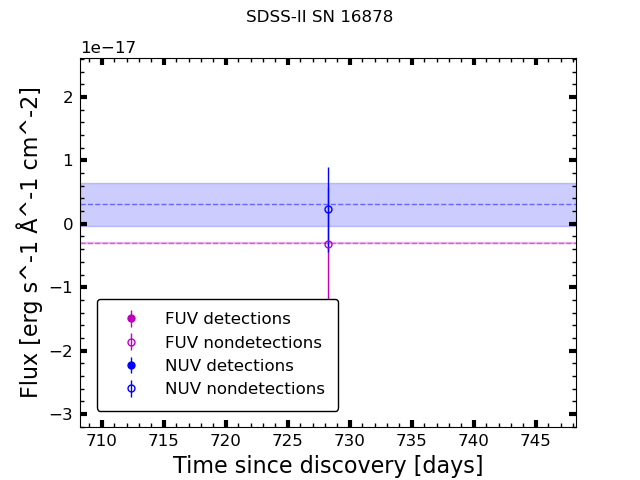 SDSS-II SN 16878
1e−17
Flux [erg s^-1 Å^-1 cm^-2]
2
1
0
−1
−2
−3
FUV detections
FUV nondetections
NUV detections
NUV nondetections
710 715 720 725 730 735 740 745
Time since discovery [days]